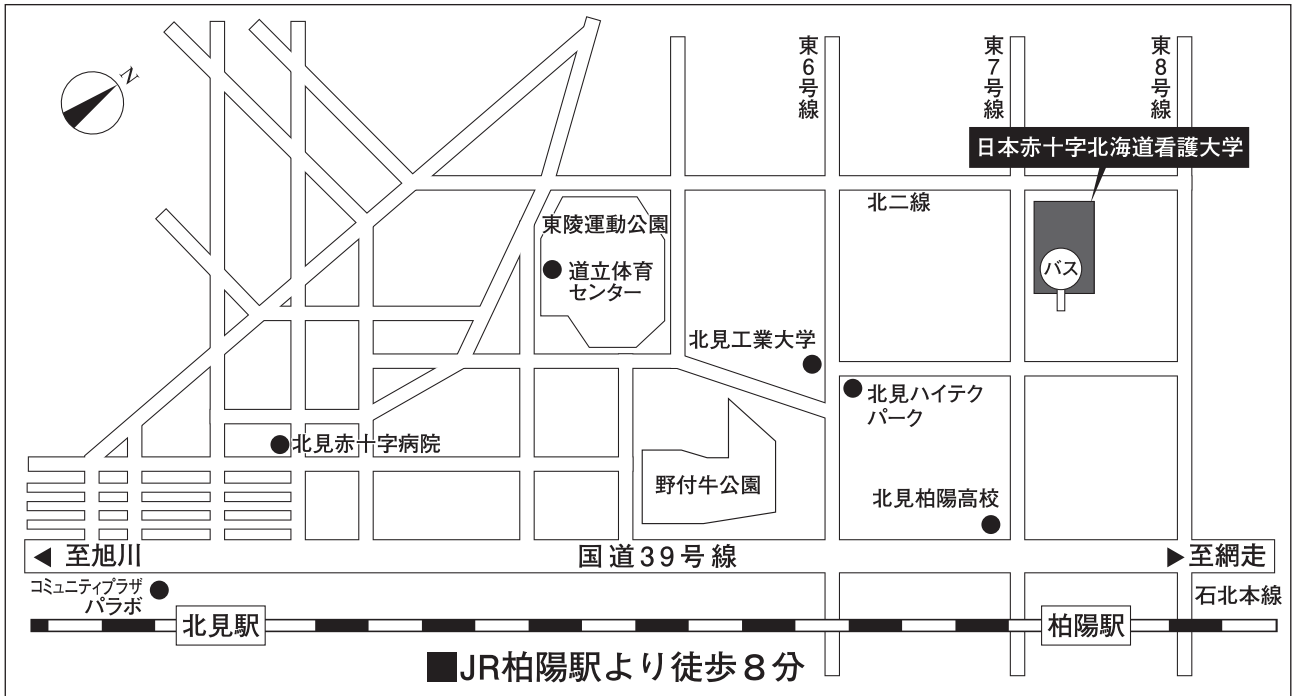 N
東6号線
東7号線
東8号線
日本赤十字北海道看護大学
北二線
東陵運動公園
道立体育
センター
バス
北見工業大学
北見ハイテク
パーク
北見赤十字病院
野付牛公園
北見柏陽高校
◀ 至旭川
国道39号線
▶至網走
コミュニティプラザ
パラボ
石北本線
北見駅
柏陽駅
■JR柏陽駅より徒歩8分